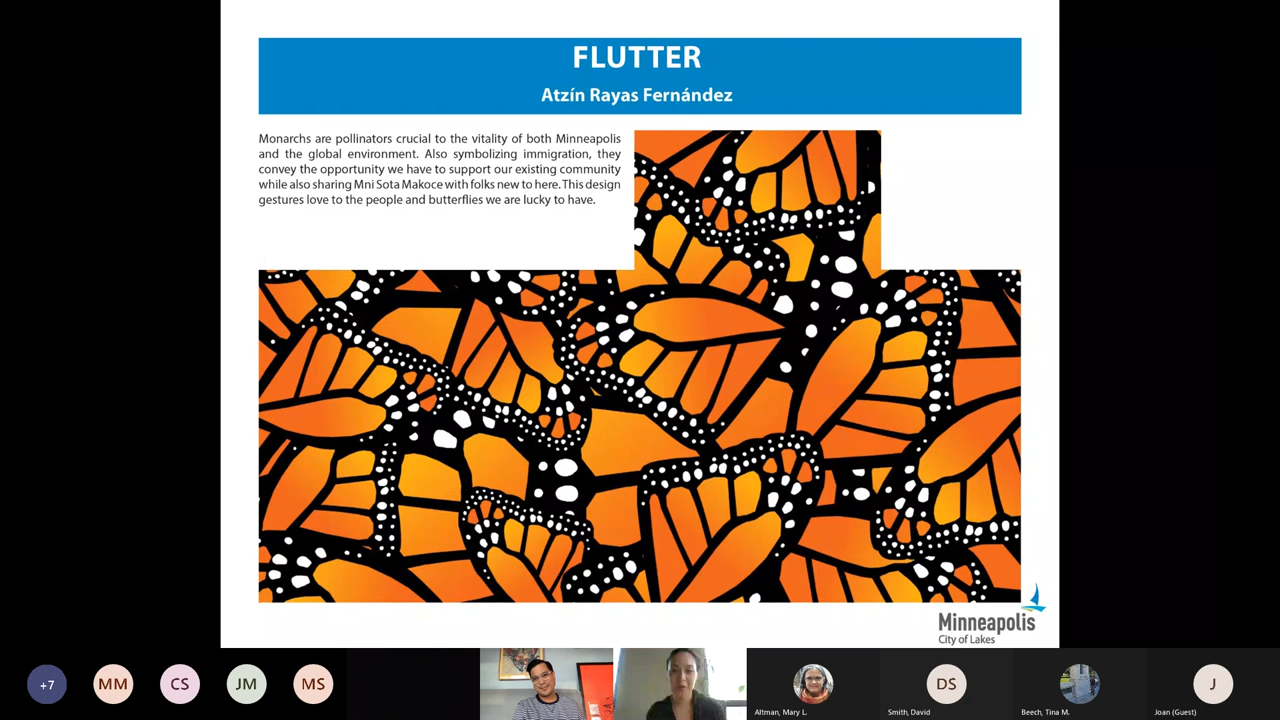 FLUTTER
Atzín Rayas Fernández
Monarchs are pollinators crucial to the vitality of both Minneapolis
and the global environment. Also symbolizing immigration, they
convey the opportunity we have to support our existing community
while also sharing Mni Sota Makoce with folks new to here. This design
gestures love to the people and butterflies we are lucky to have.
Minneapolis
City of Lakes
+7
MM
CS
JM
MS
Altman, Mary L.
DS
Smith, David
Beech, Tina M.
J
Joan (Guest)